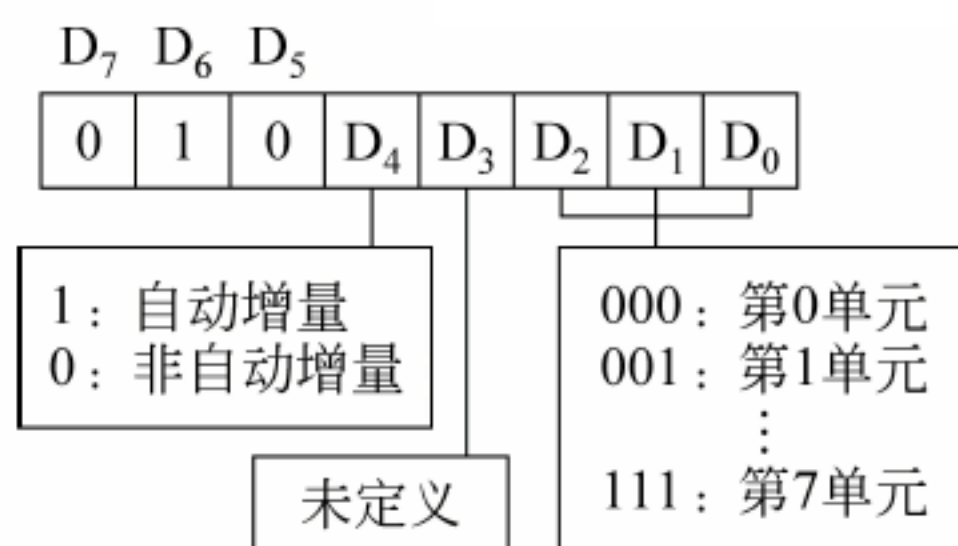 D₇ D₆ D₅
0 1 0 D₄ D₃ D₂ D₁ D₀
1：自动增量
0：非自动增量
000：第0单元
001：第1单元
⋮
111：第7单元
未定义